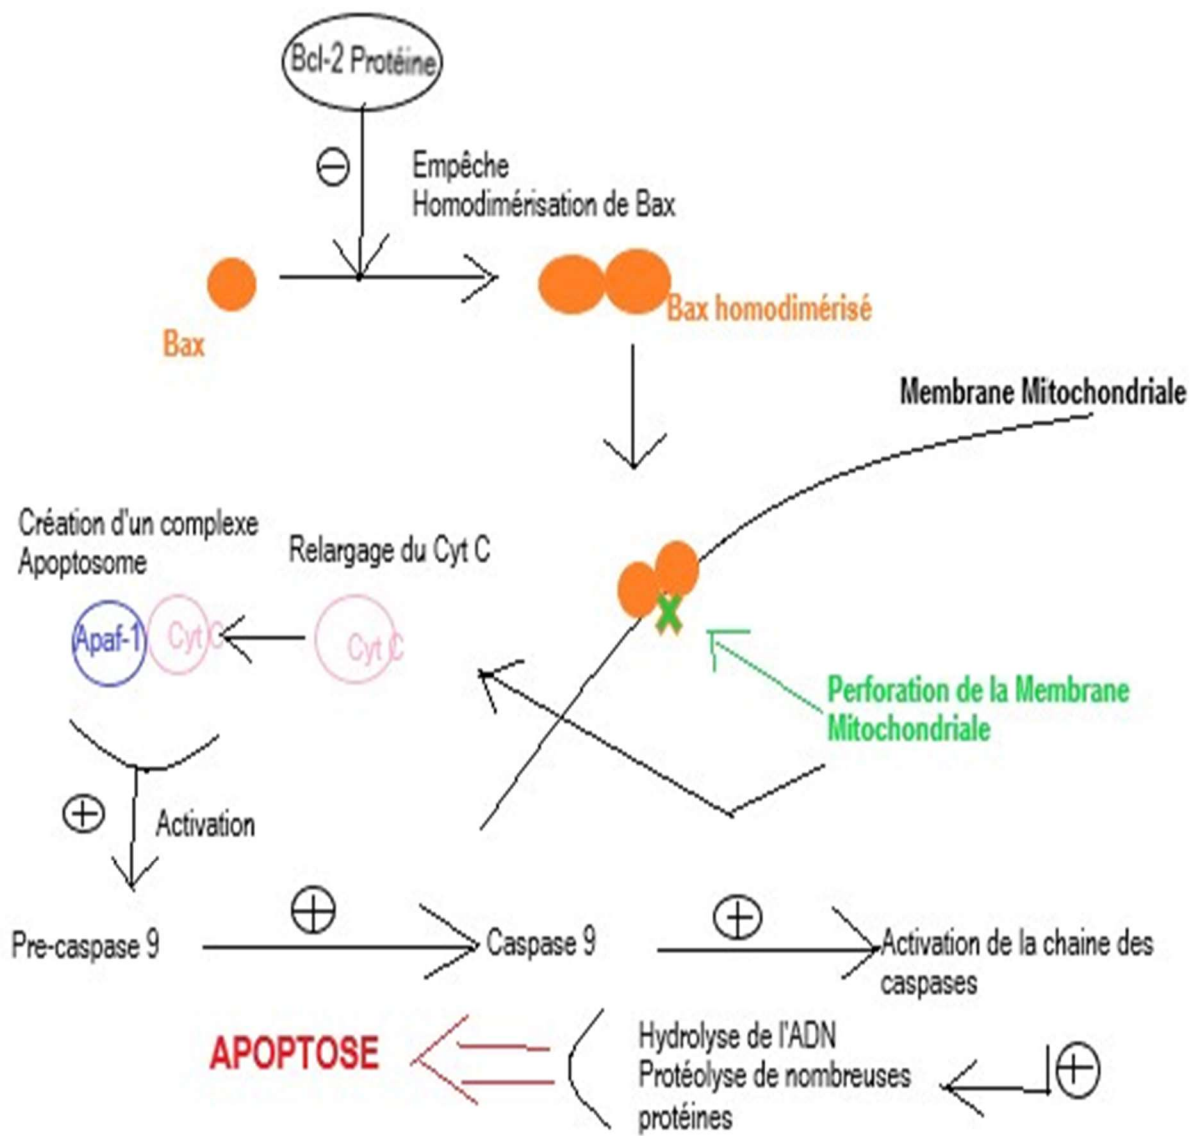 Bcl-2 Protéine
Empêche
Homodimérisation de Bax
Bax
Bax homodimérisé
Membrane Mitochondriale
Création d'un complexe
Apoptosome
Relargage du Cyt C
Apaf-1
Cyt C
Cyt C
Perforation de la Membrane
Mitochondriale
Activation
Pre-caspase 9
Caspase 9
Activation de la chaine des
caspases
APOPTOSE
Hydrolyse de l'ADN
Protéolyse de nombreuses
protéines